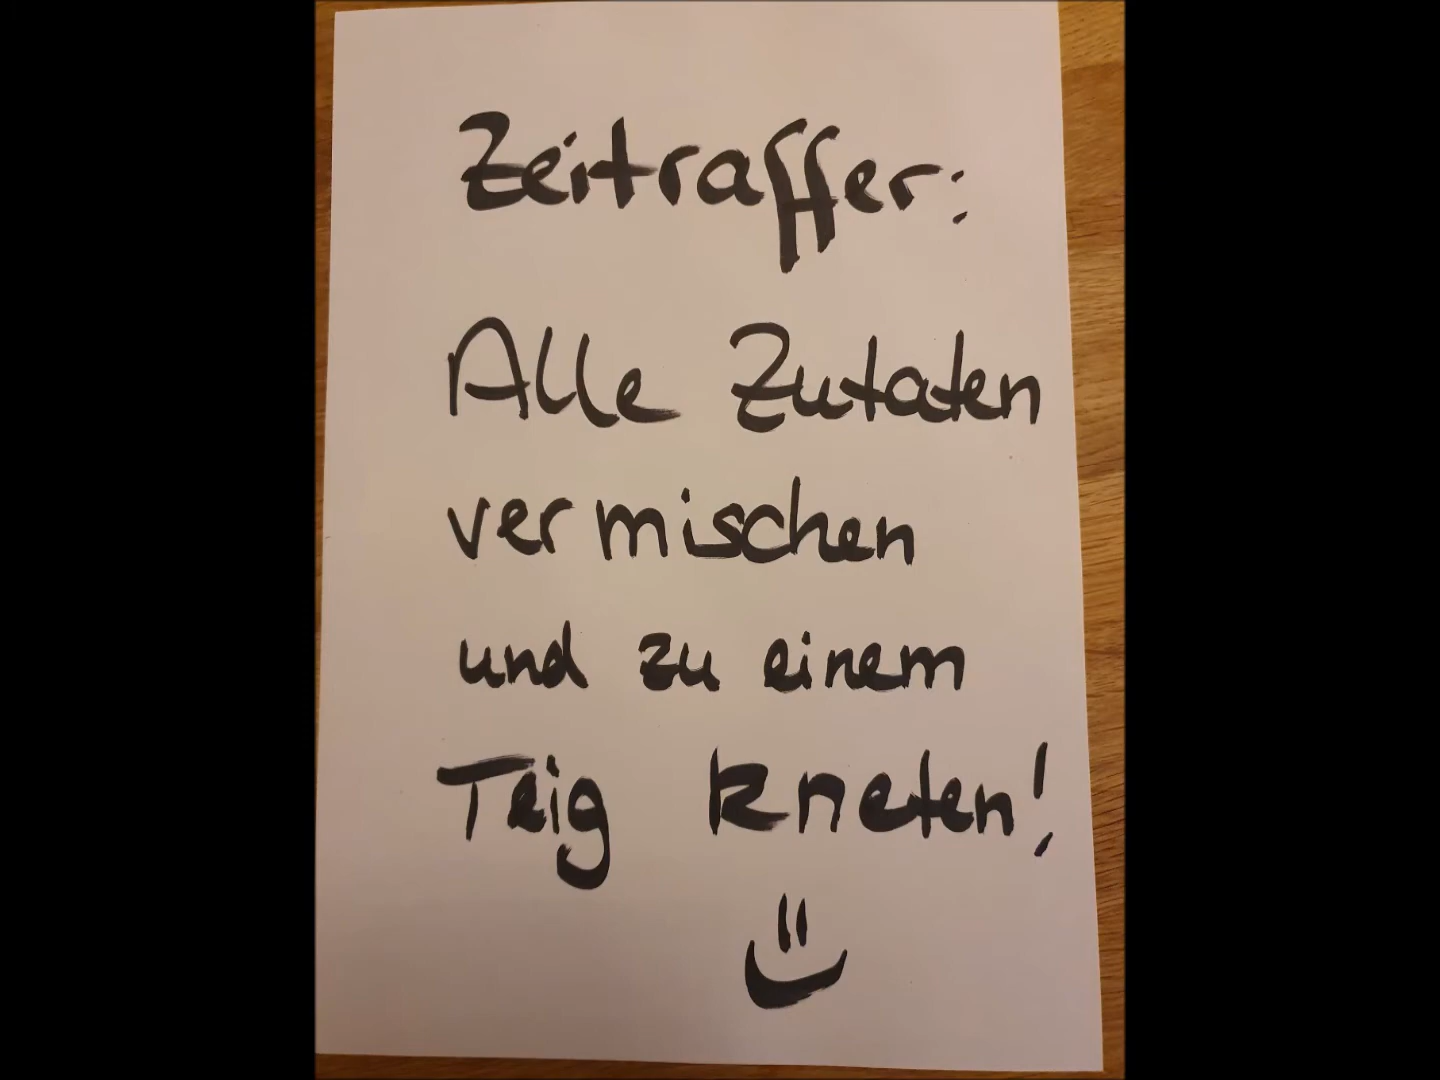 Zeitraffer:
Alle Zutaten
vermischen
und zu einem
Teig kneten!